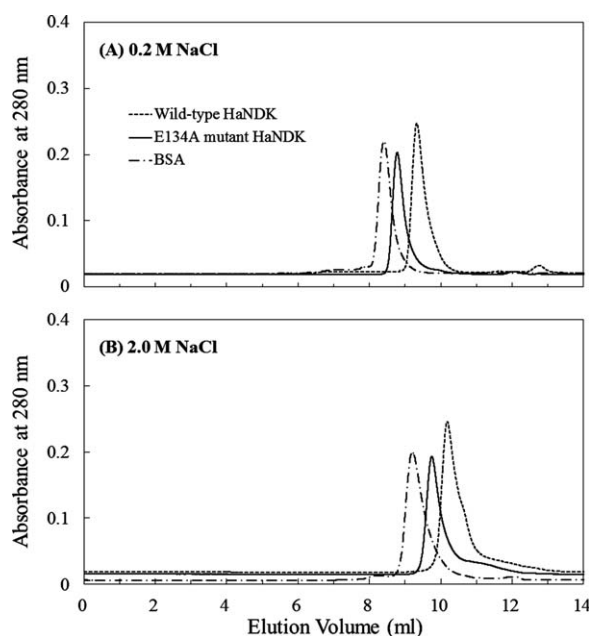 (A) 0.2 M NaCl
Wild-type HaNDK
E134A mutant HaNDK
BSA
Absorbance at 280 nm
0.4
0.3
0.2
0.1
0
(B) 2.0 M NaCl
Absorbance at 280 nm
0.4
0.3
0.2
0.1
0
0 2 4 6 8 10 12 14
Elution Volume (ml)